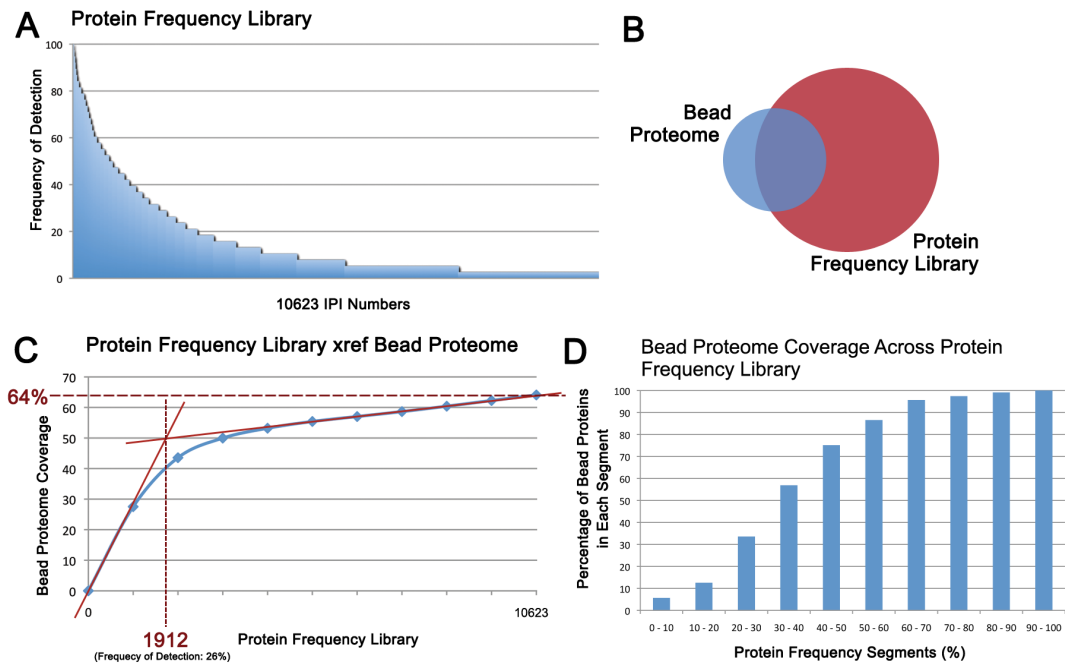 A
Protein Frequency Library
Frequency of Detection
100
80
60
40
20
0
10623 IPI Numbers
B
Bead
Proteome
Protein
Frequency Library
C
Protein Frequency Library xref Bead Proteome
Bead Proteome Coverage
70
64%
60
50
40
30
20
10
0
0
10623
1912
Protein Frequency Library
(Frequecy of Detection: 26%)
D
Bead Proteome Coverage Across Protein
Frequency Library
Percentage of Bead Proteins
in Each Segment
100
90
80
70
60
50
40
30
20
10
0
0 - 10
10 - 20
20 - 30
30 - 40
40 - 50
50 - 60
60 - 70
70 - 80
80 - 90
90 - 100
Protein Frequency Segments (%)